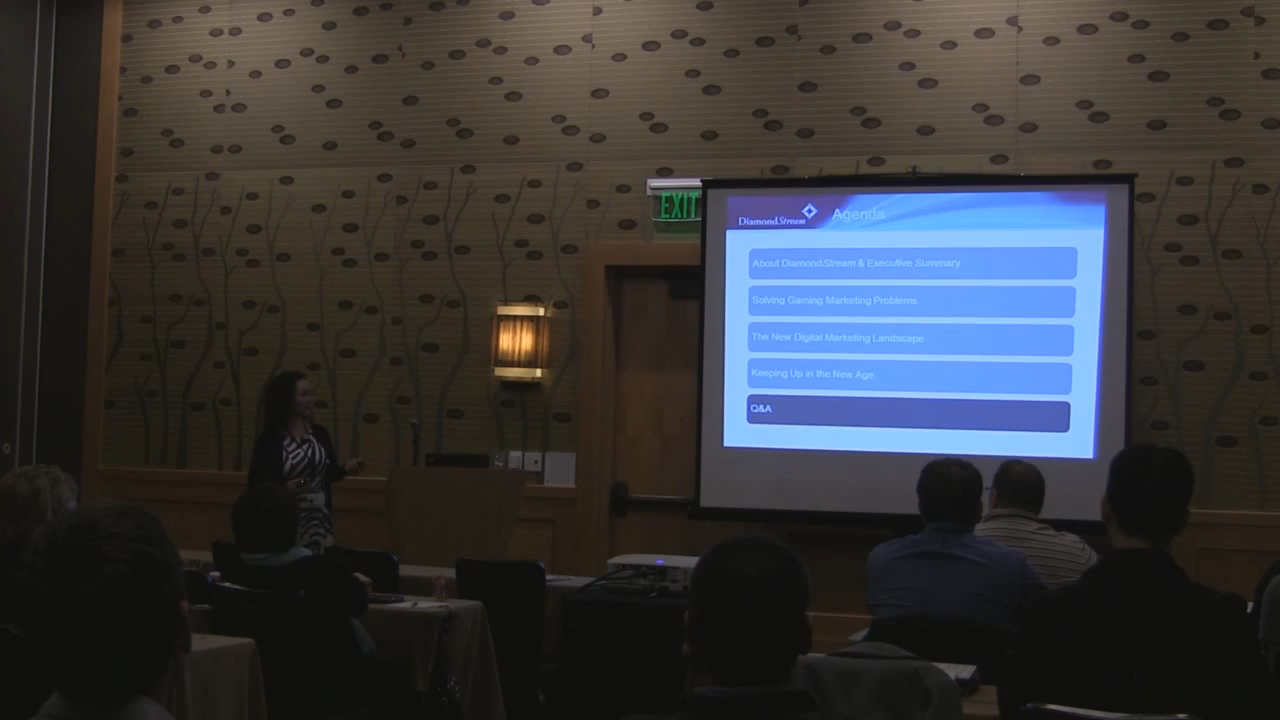 EXIT
DiamondStream
Agenda
About DiamondStream & Executive Summary
Solving Gaming Marketing Problems
The New Digital Marketing Landscape
Keeping Up in the New Age
Q&A